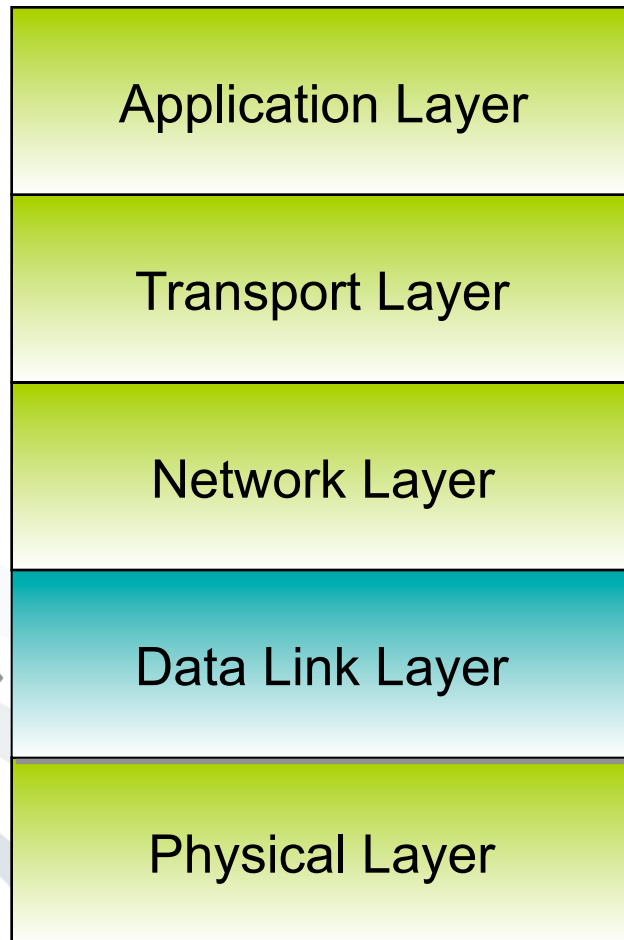 Application Layer
Transport Layer
Network Layer
Data Link Layer
Physical Layer